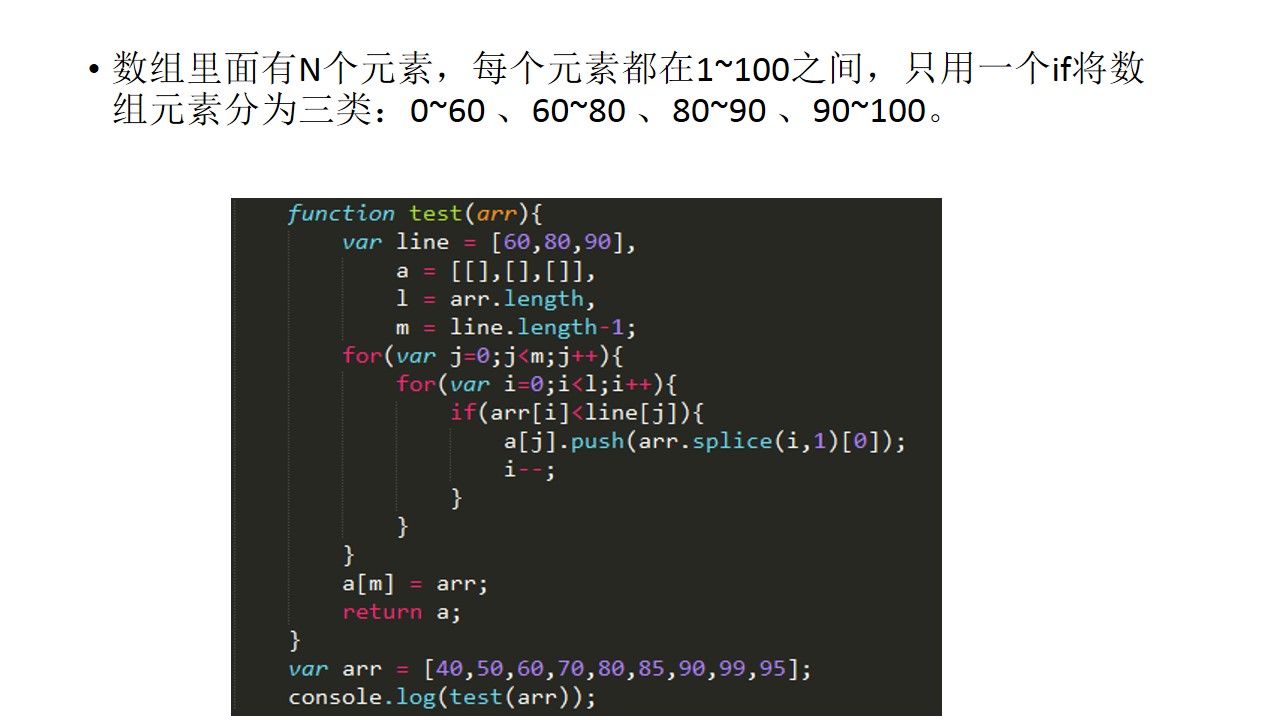 • 数组里面有N个元素，每个元素都在1~100之间，只用一个if将数
组元素分为三类：0~60 、60~80 、80~90 、90~100。
function test(arr){
    var line = [60,80,90],
        a = [[],[],[]],
        l = arr.length,
        m = line.length-1;
    for(var j=0;j<m;j++){
        for(var i=0;i<l;i++){
            if(arr[i]<line[j]){
                a[j].push(arr.splice(i,1)[0]);
                i--;
            }
        }
    }
    a[m] = arr;
    return a;
}
var arr = [40,50,60,70,80,85,90,99,95];
console.log(test(arr));